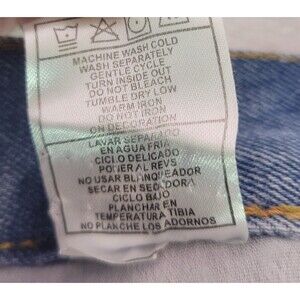 MACHINE WASH COLD
WASH SEPARATELY
GENTLE CYCLE
TURN INSIDE OUT
DO NOT BLEACH
TUMBLE DRY LOW
WARM IRON
DO NOT IRON
ON DECORATION
LAVAR SEPARADO
EN AGUA FRIA
CICLO DELICADO
PONER AL REVS
NO USAR BLANQUEADOR
SECAR EN SECADORA
CICLO BAJO
PLANCHAR EN
TEMPERATURA TIBIA
NO PLANCHE LOS ADORNOS